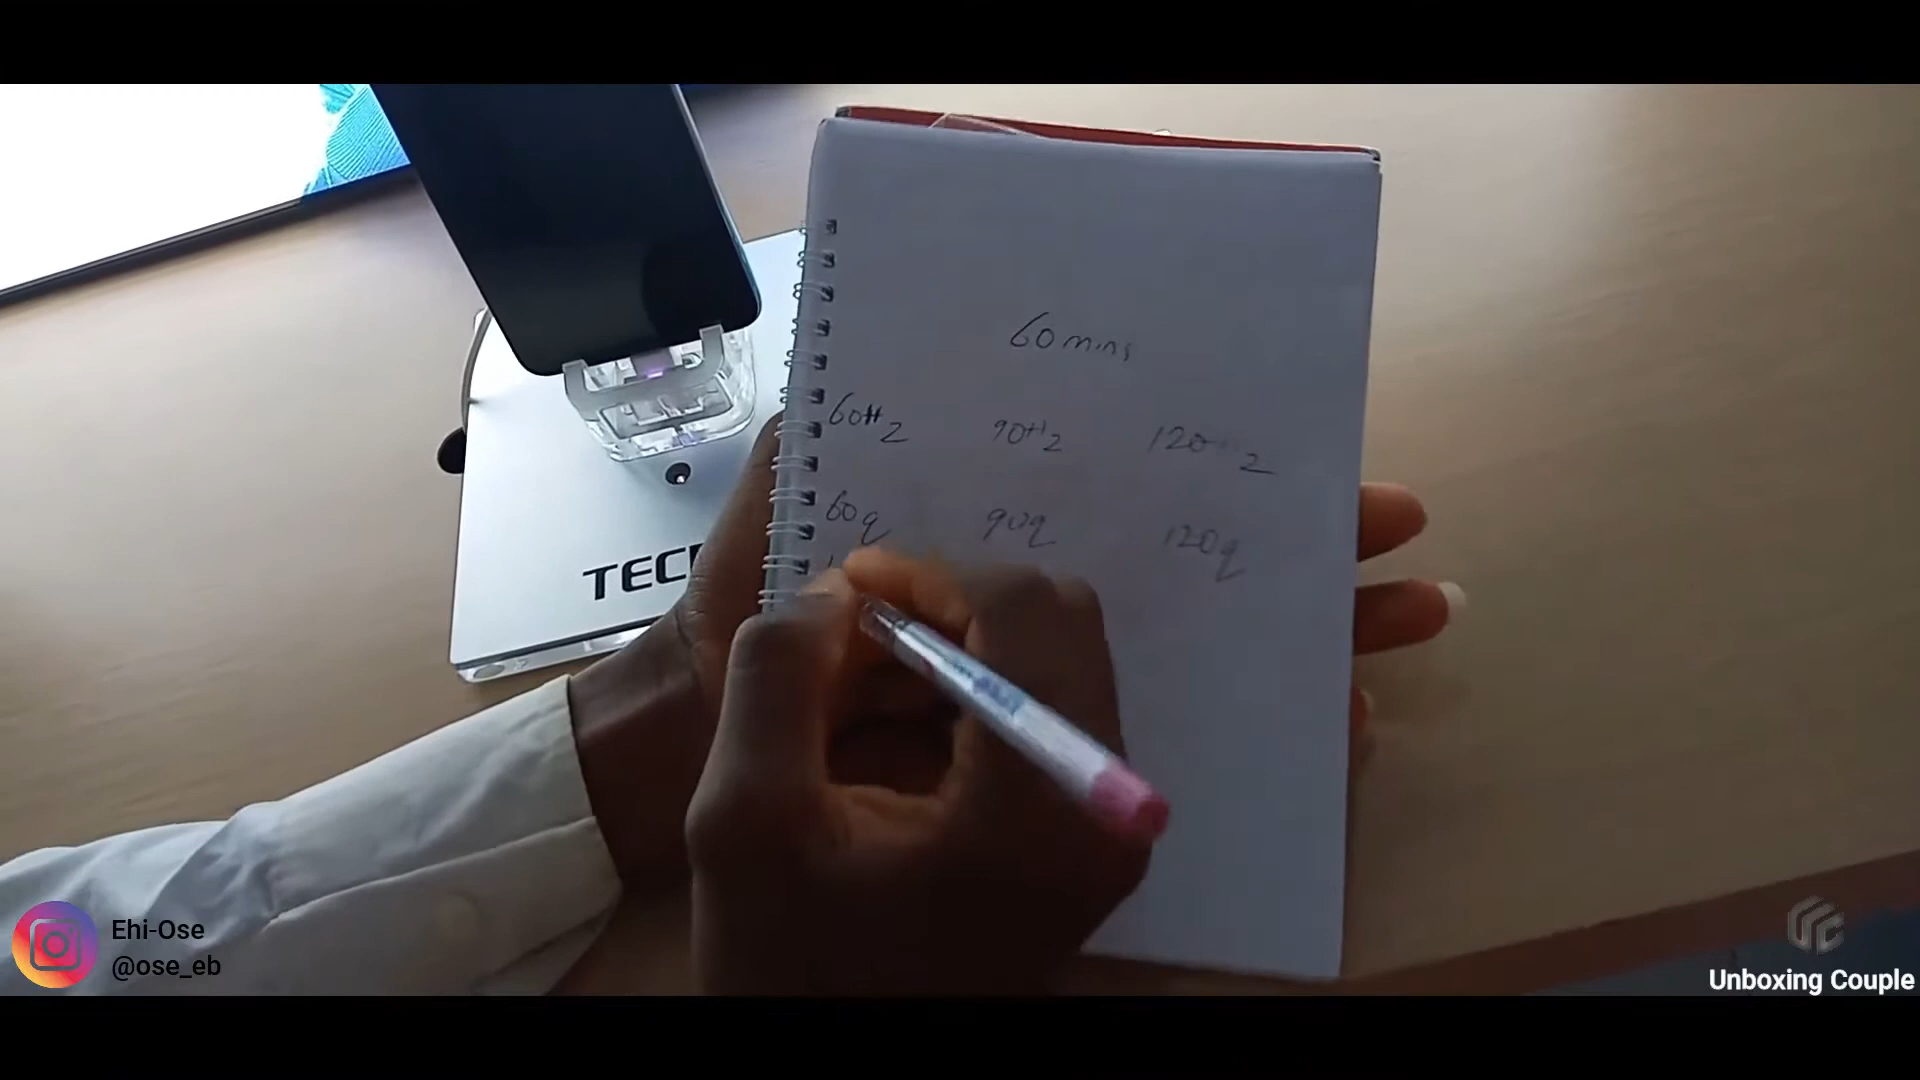 60 mins
60Hz 90Hz 120Hz
60q 90q 120q
TEC
Ehi-Ose
@ose_eb
Unboxing Couple